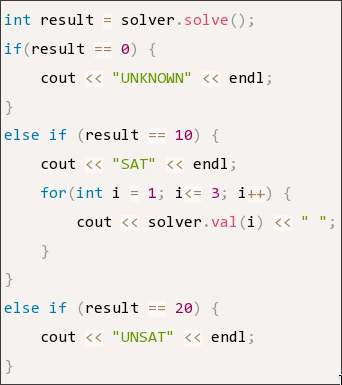 int result = solver.solve();
if(result == 0) {
    cout << "UNKNOWN" << endl;
}
else if (result == 10) {
    cout << "SAT" << endl;
    for(int i = 1; i<= 3; i++) {
        cout << solver.val(i) << " ";
    }
}
else if (result == 20) {
    cout << "UNSAT" << endl;
}